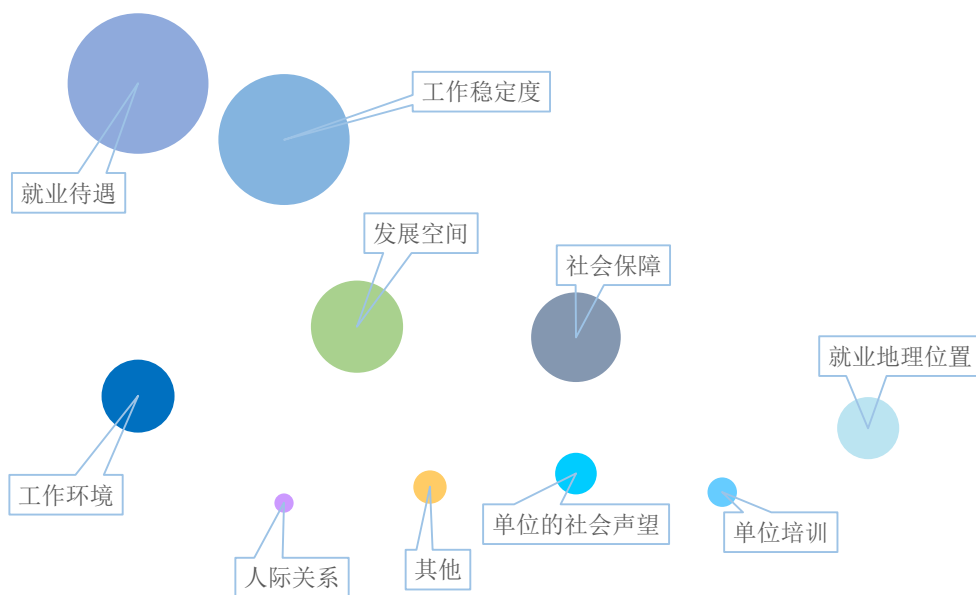 工作稳定度
就业待遇
发展空间
社会保障
就业地理位置
工作环境
单位的社会声望
单位培训
其他
人际关系